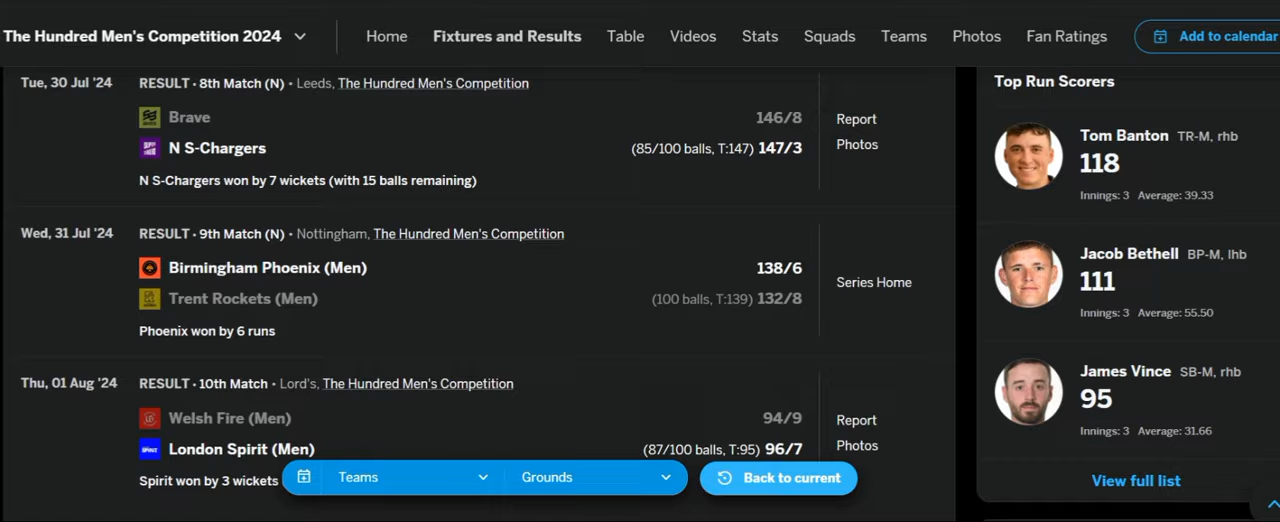 The Hundred Men's Competition 2024
Home Fixtures and Results Table Videos Stats Squads Teams Photos Fan Ratings
Add to calendar
Tue, 30 Jul '24
RESULT • 8th Match (N) • Leeds, The Hundred Men's Competition
Brave 146/8
N S-Chargers (85/100 balls, T:147) 147/3
N S-Chargers won by 7 wickets (with 15 balls remaining)
Report
Photos
Wed, 31 Jul '24
RESULT • 9th Match (N) • Nottingham, The Hundred Men's Competition
Birmingham Phoenix (Men) 138/6
Trent Rockets (Men) (100 balls, T:139) 132/8
Phoenix won by 6 runs
Series Home
Thu, 01 Aug '24
RESULT • 10th Match • Lord's, The Hundred Men's Competition
Welsh Fire (Men) 94/9
SPIRIT London Spirit (Men) (87/100 balls, T:95) 96/7
Spirit won by 3 wickets
Report
Photos
Teams
Grounds
Back to current
Top Run Scorers
Tom Banton TR-M, rhb
118
Innings: 3 Average: 39.33
Jacob Bethell BP-M, lhb
111
Innings: 3 Average: 55.50
James Vince SB-M, rhb
95
Innings: 3 Average: 31.66
View full list